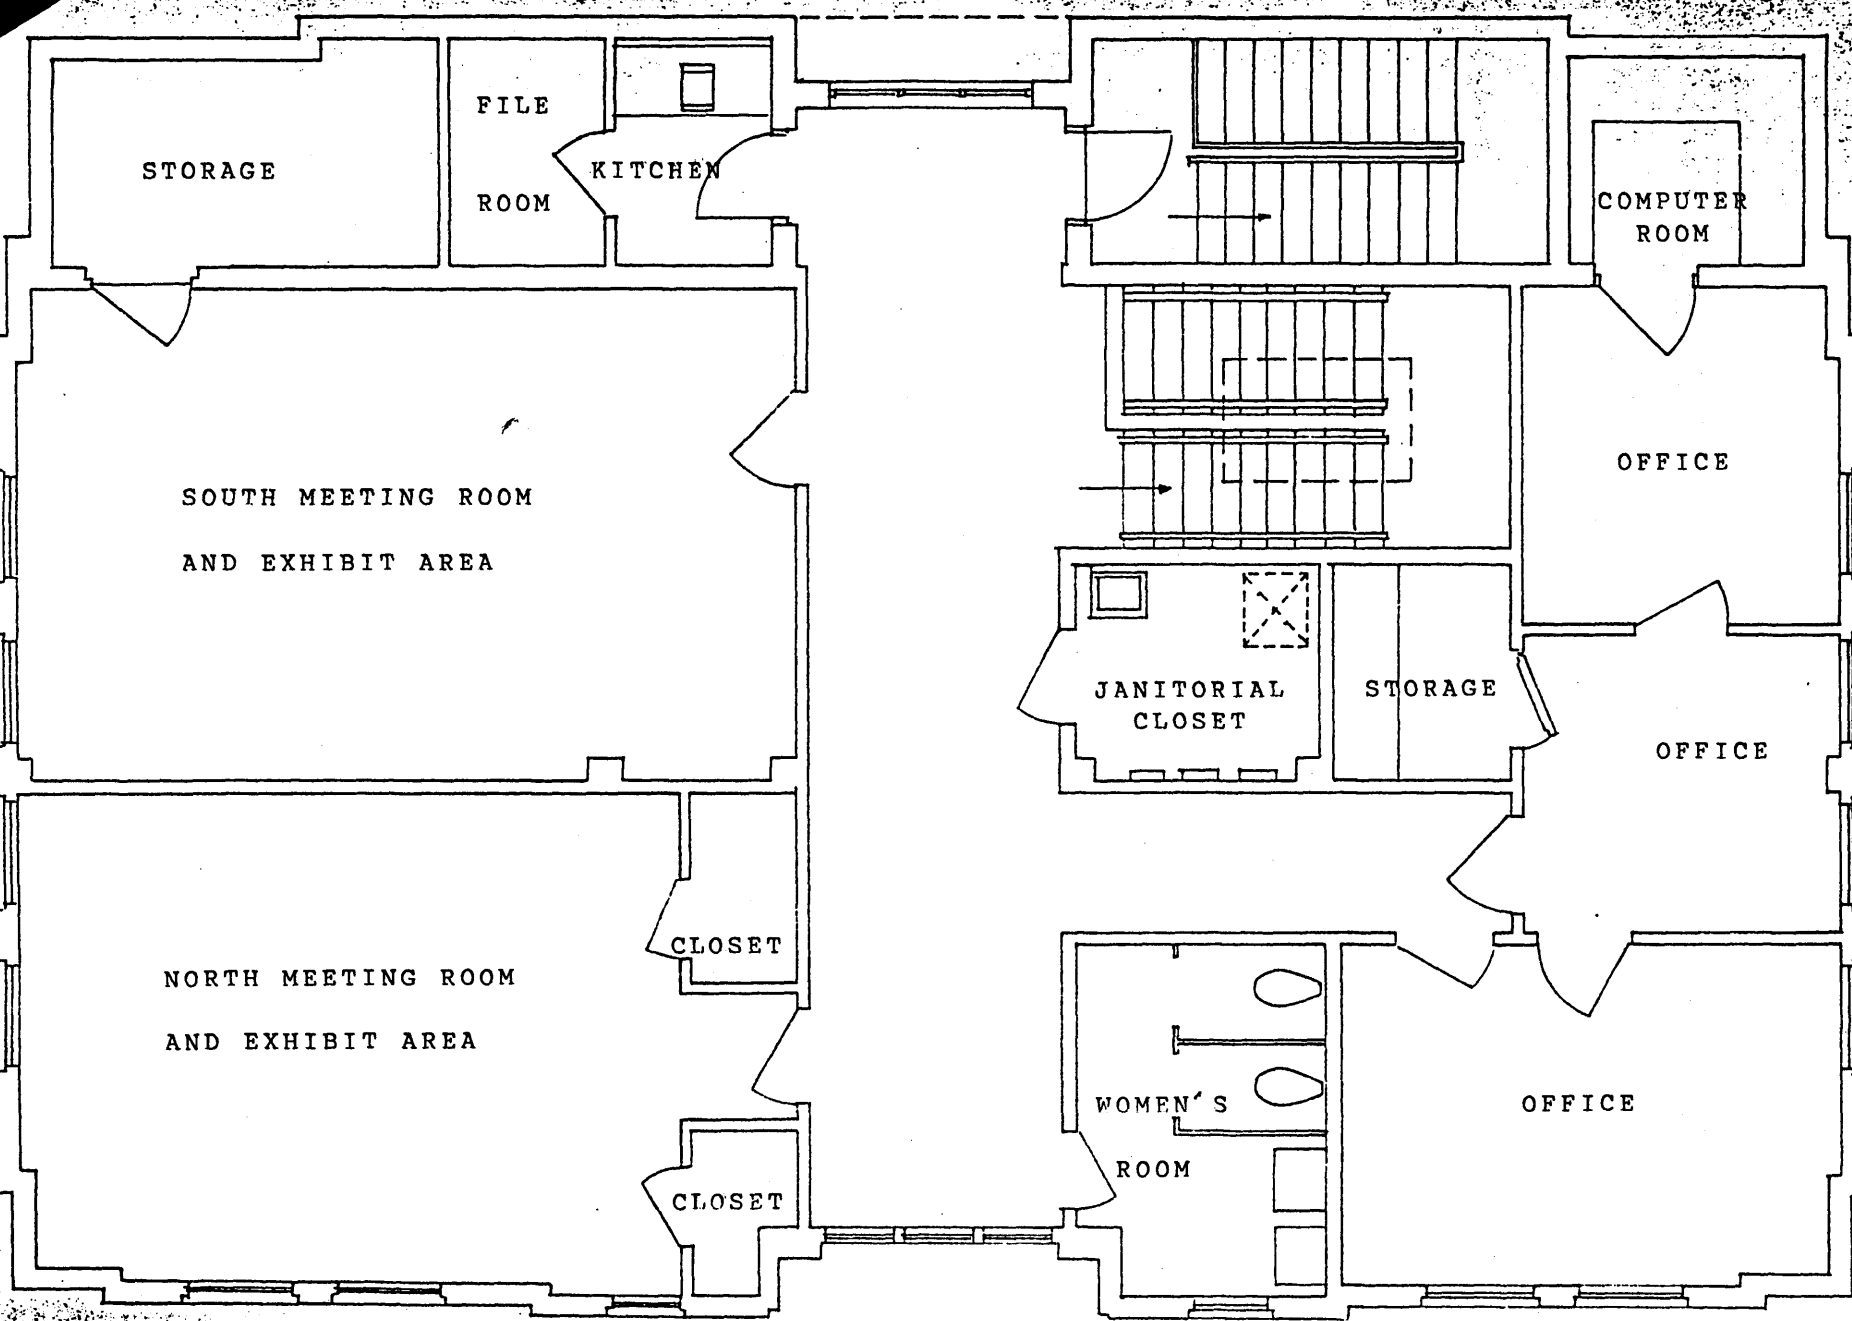 FILE
ROOM
STORAGE
KITCHEN
COMPUTER
ROOM
SOUTH MEETING ROOM
AND EXHIBIT AREA
OFFICE
JANITORIAL
CLOSET
STORAGE
OFFICE
CLOSET
NORTH MEETING ROOM
AND EXHIBIT AREA
WOMEN'S
ROOM
OFFICE
CLOSET